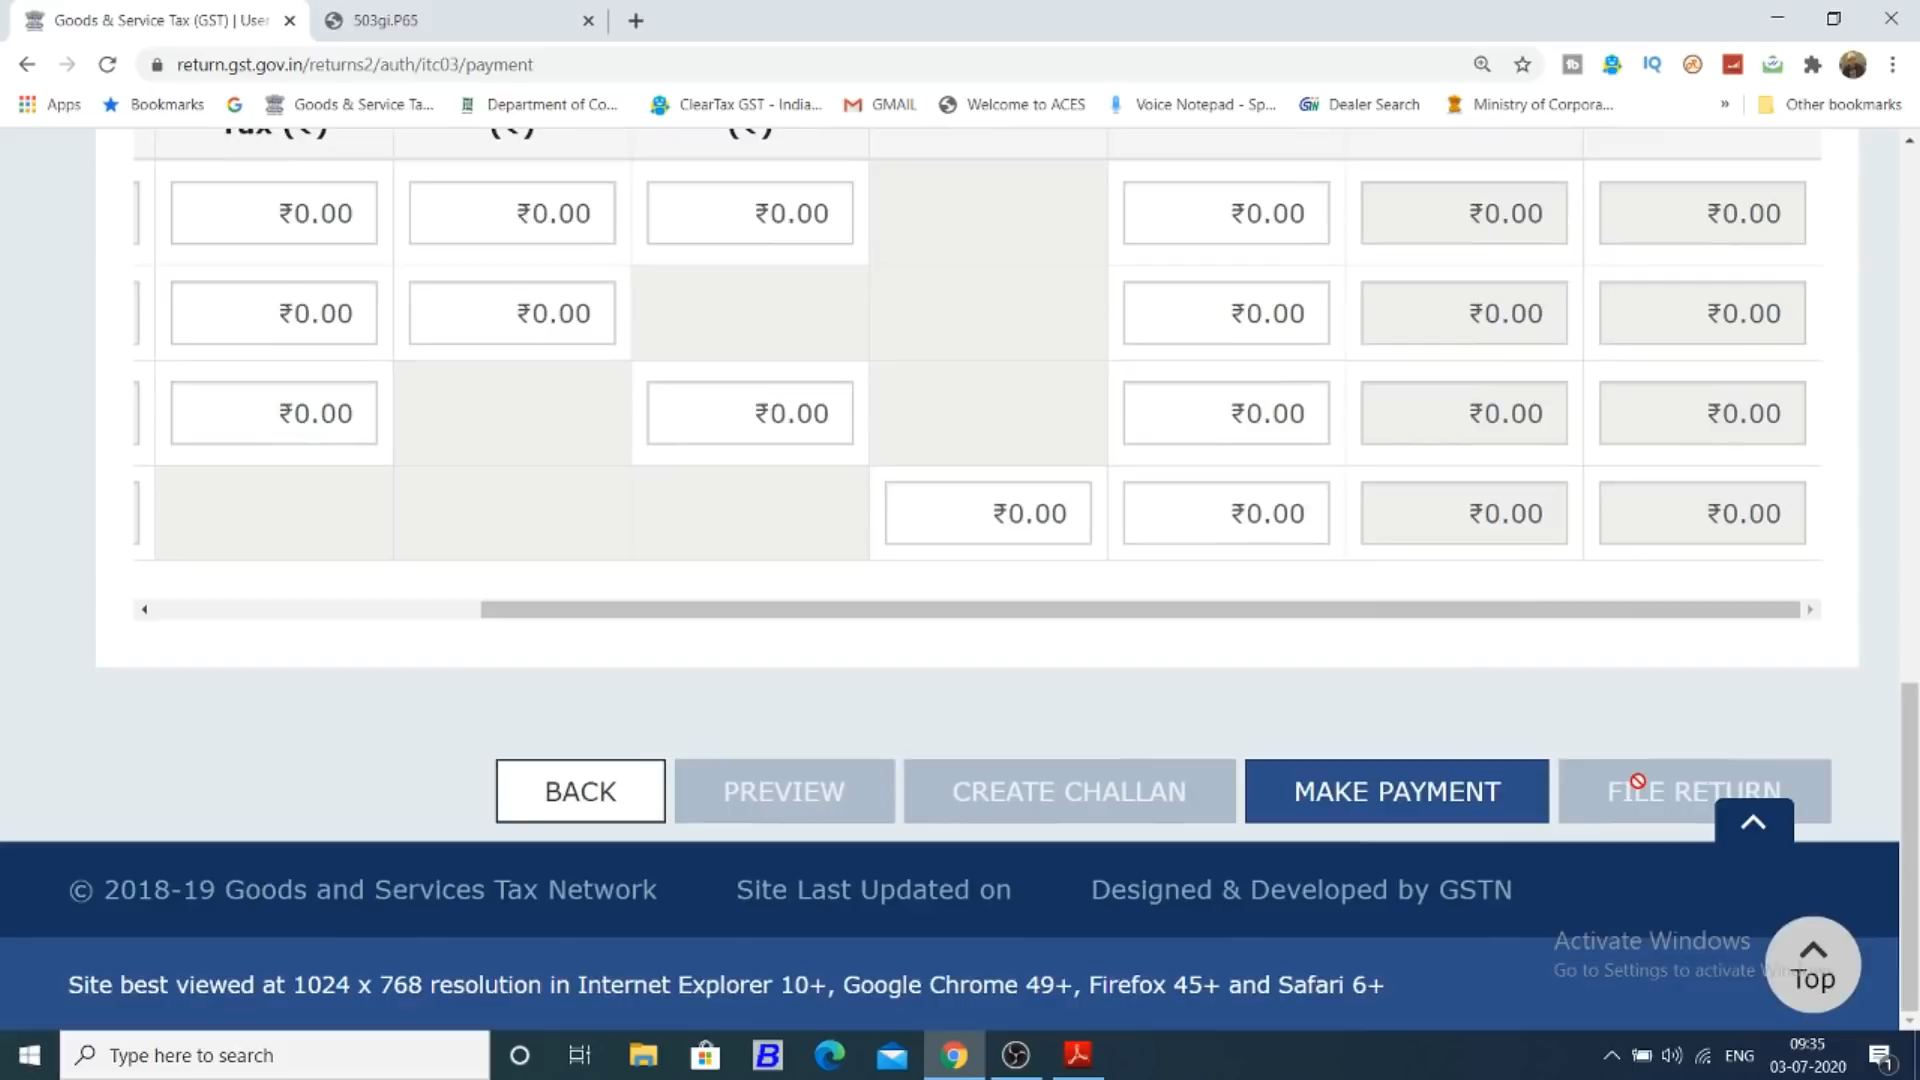 Goods & Service Tax (GST) | User
503gi.P65
return.gst.gov.in/returns2/auth/itc03/payment
Apps
Bookmarks
Goods & Service Ta...
Department of Co...
ClearTax GST - India...
GMAIL
Welcome to ACES
Voice Notepad - Sp...
Dealer Search
Ministry of Corpora...
»
Other bookmarks
Tax (₹) (₹) (₹)
₹0.00 ₹0.00 ₹0.00 ₹0.00 ₹0.00 ₹0.00
₹0.00 ₹0.00 ₹0.00 ₹0.00 ₹0.00
₹0.00 ₹0.00 ₹0.00 ₹0.00 ₹0.00
₹0.00 ₹0.00 ₹0.00 ₹0.00
BACK PREVIEW CREATE CHALLAN MAKE PAYMENT FILE RETURN
© 2018-19 Goods and Services Tax Network Site Last Updated on Designed & Developed by GSTN
Activate Windows
Go to Settings to activate
Top
Site best viewed at 1024 x 768 resolution in Internet Explorer 10+, Google Chrome 49+, Firefox 45+ and Safari 6+
Type here to search
ENG
09:35
03-07-2020
1